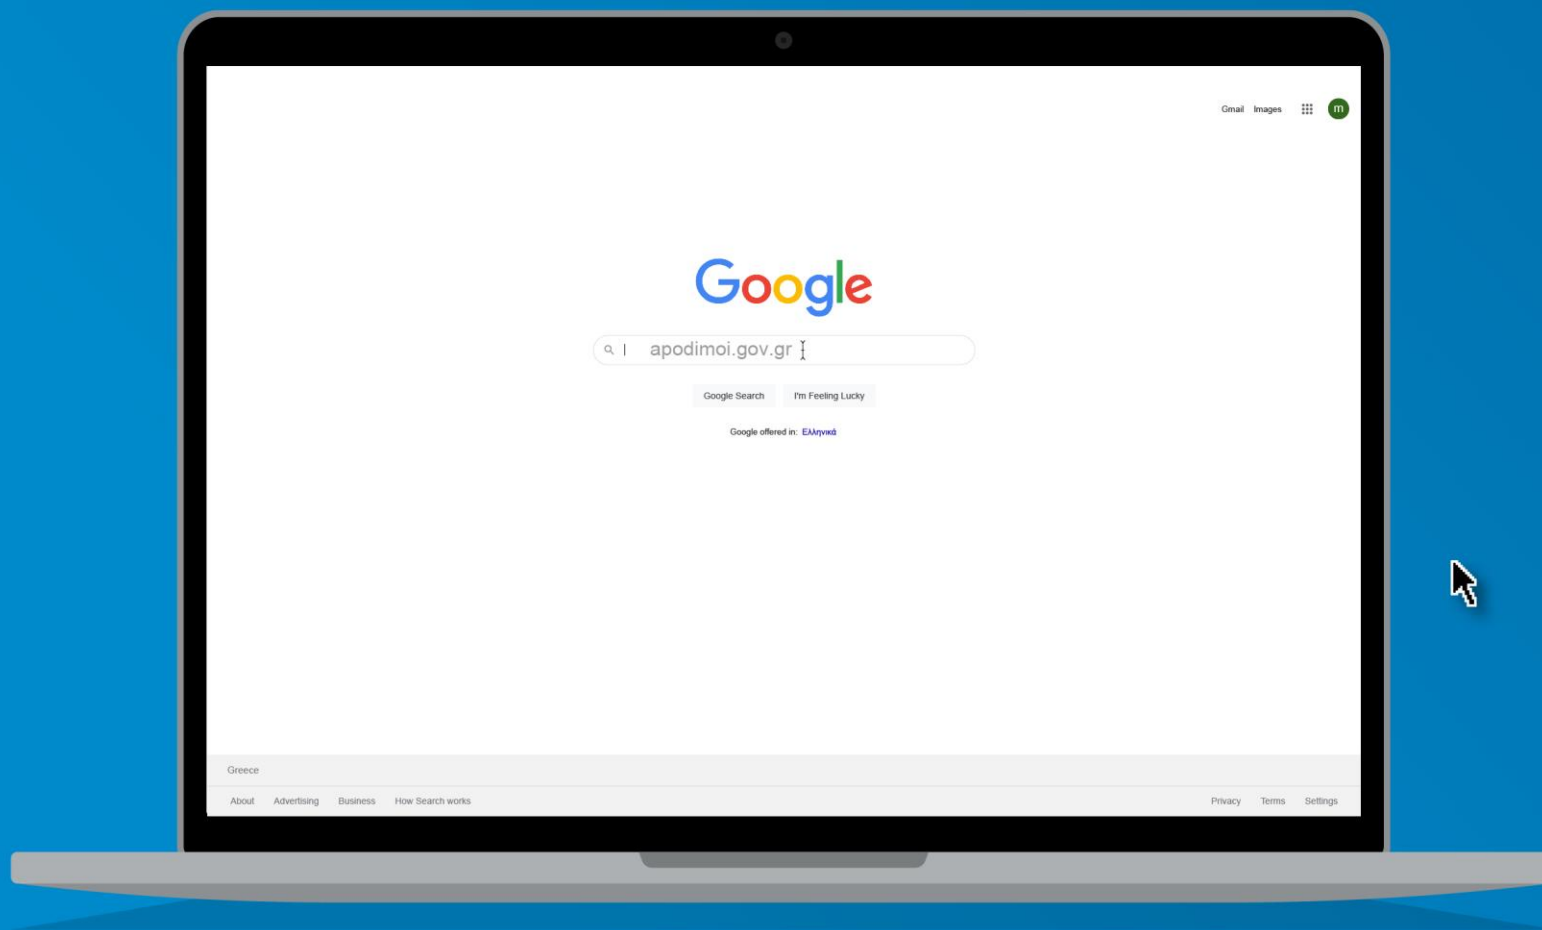 Gmail Images m
Google
apodimoi.gov.gr
Google Search I'm Feeling Lucky
Google offered in: Ελληνικά
Greece
About Advertising Business How Search works Privacy Terms Settings